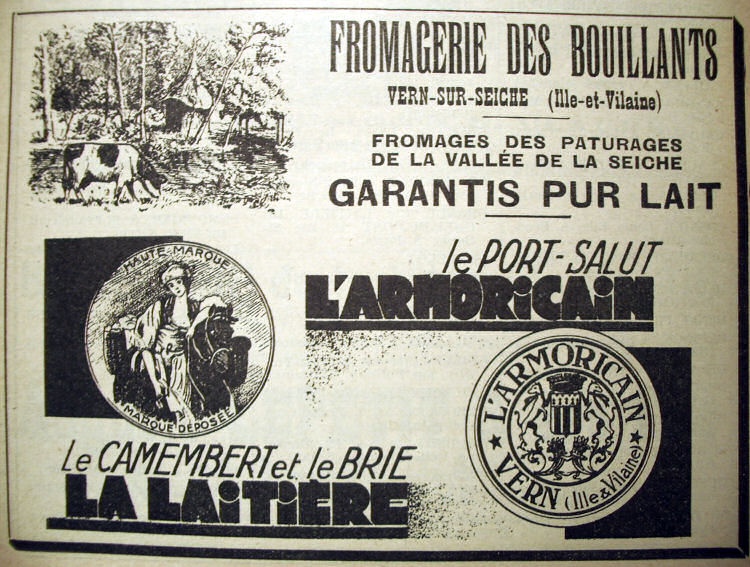 FROMAGERIE DES BOUILLANTS
VERN-SUR-SEICHE (Ille-et-Vilaine)
FROMAGES DES PATURAGES
DE LA VALLÉE DE LA SEICHE
GARANTIS PUR LAIT
le PORT-SALUT
L'ARMORiCAiN
HAUTE MARQUE
MARQUE DÉPOSÉE
L'ARMORICAIN
VERN (Ille & Vilaine)
Le CAMEMBERT et le BRIE
LA LAiTiÈRE